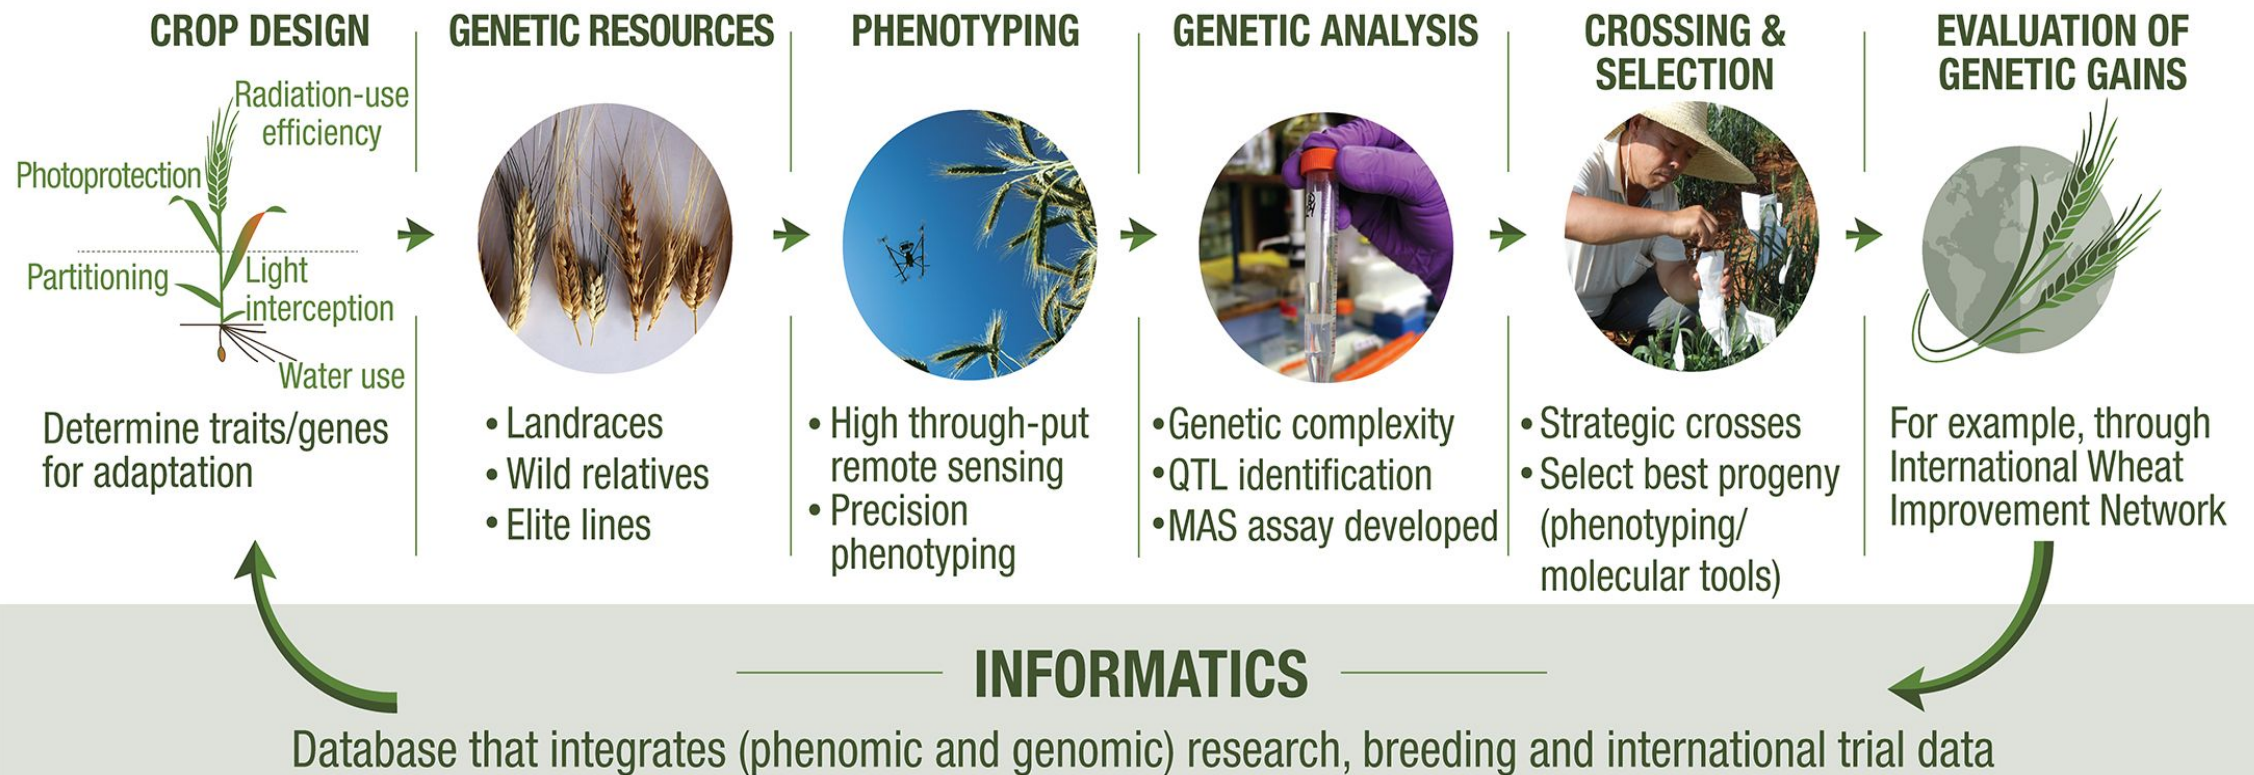 CROP DESIGN
Radiation-use
efficiency
Photoprotection
Partitioning
Light
interception
Water use
Determine traits/genes
for adaptation
GENETIC RESOURCES
• Landraces
• Wild relatives
• Elite lines
PHENOTYPING
• High through-put
remote sensing
• Precision
phenotyping
GENETIC ANALYSIS
•Genetic complexity
•QTL identification
•MAS assay developed
CROSSING &
SELECTION
• Strategic crosses
• Select best progeny
(phenotyping/
molecular tools)
EVALUATION OF
GENETIC GAINS
For example, through
International Wheat
Improvement Network
INFORMATICS
Database that integrates (phenomic and genomic) research, breeding and international trial data